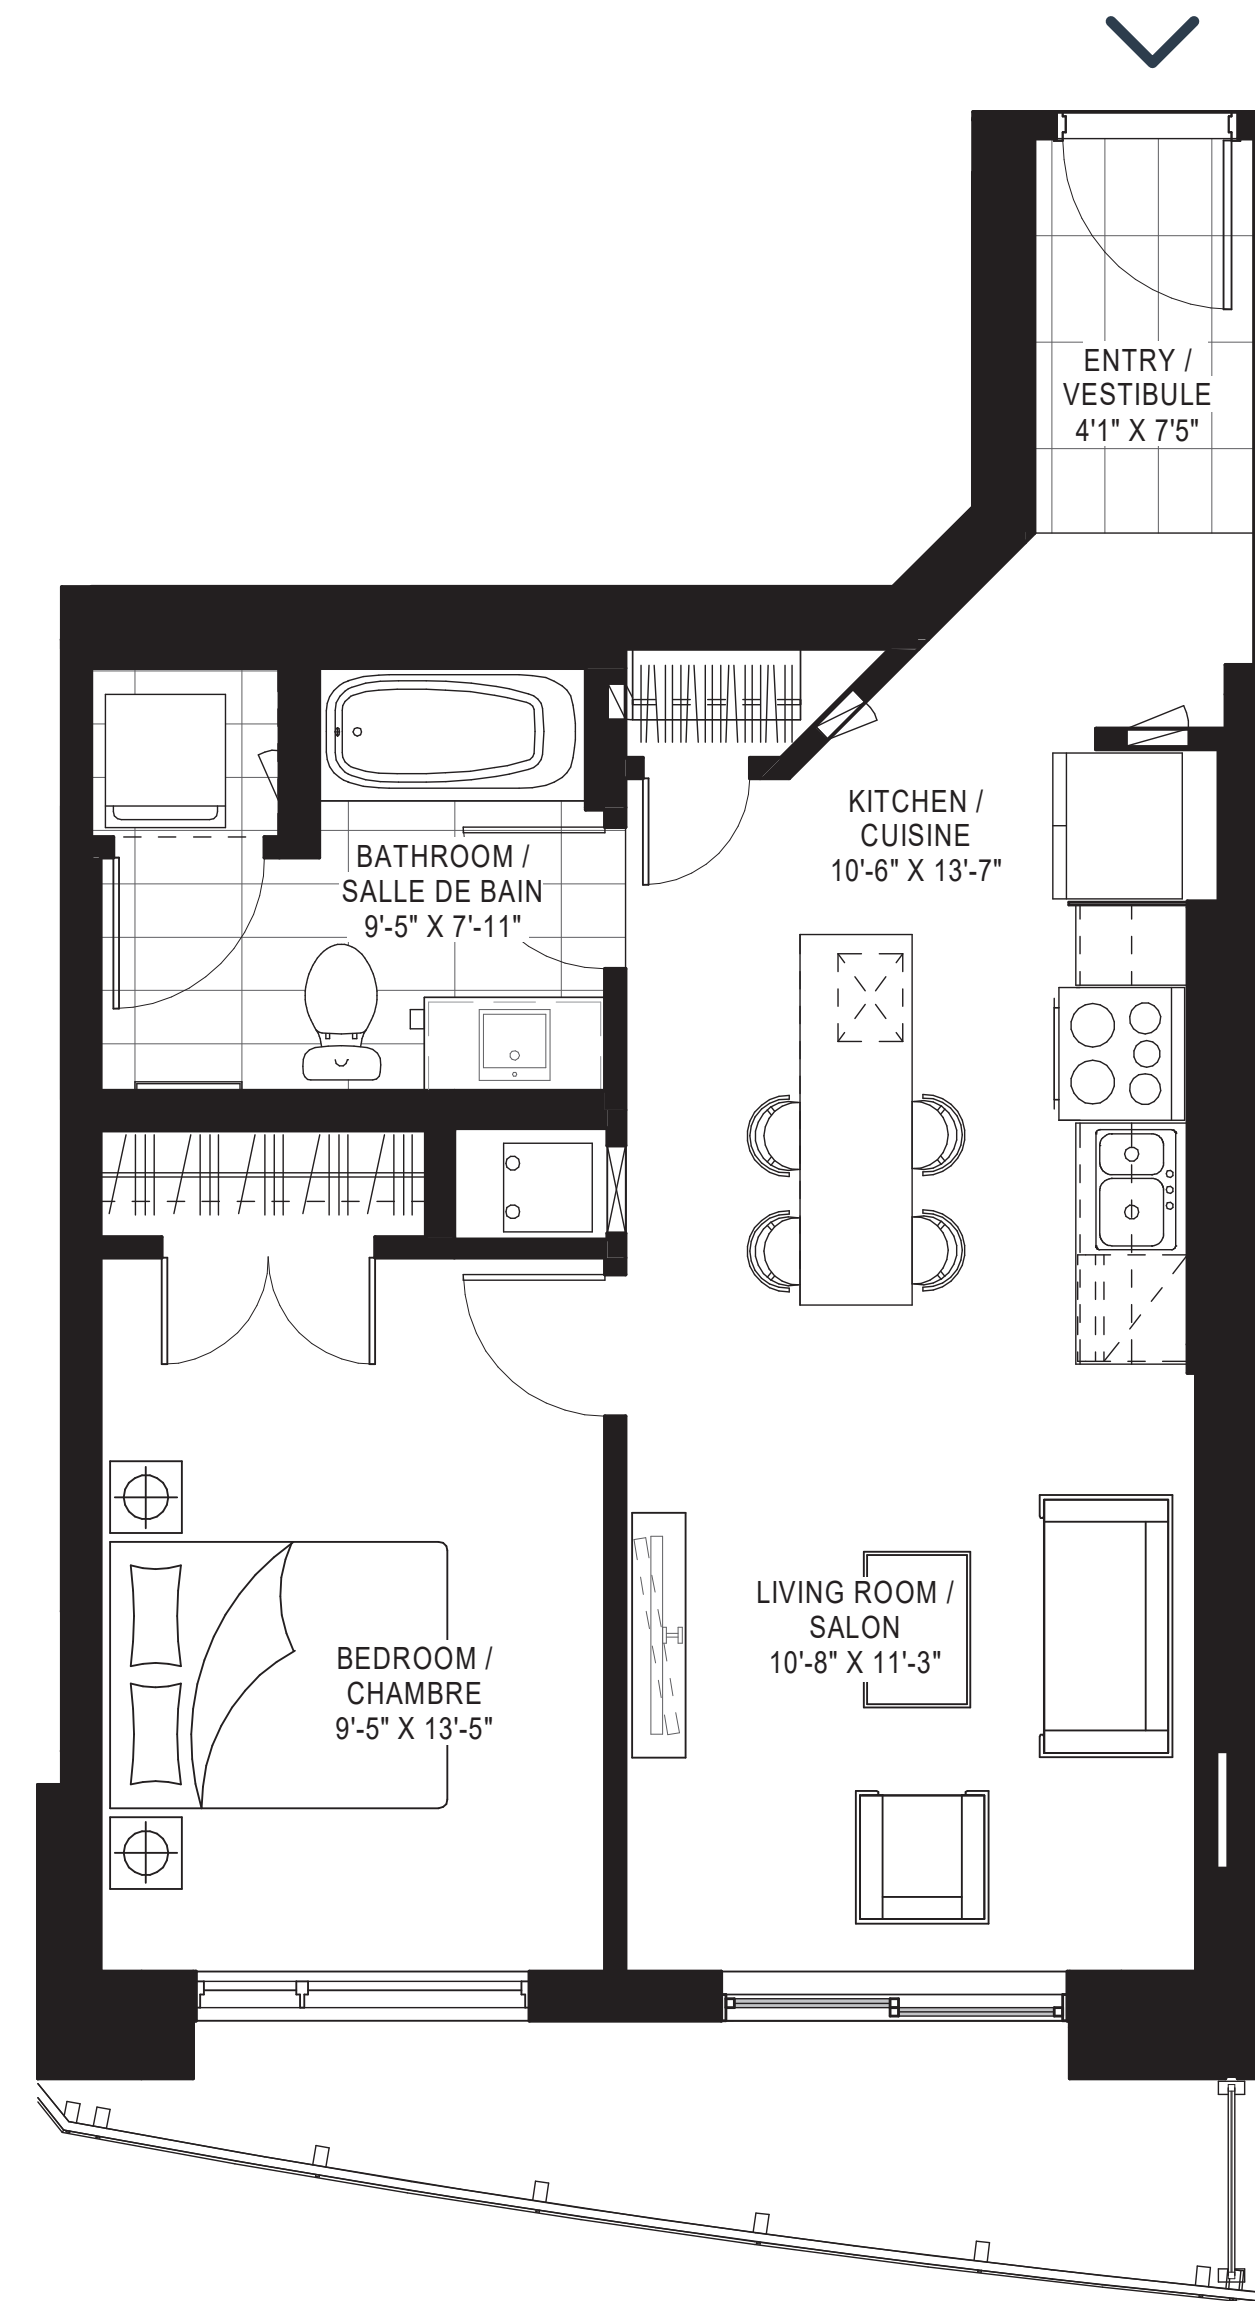 ENTRY /
VESTIBULE
4'1" X 7'5"
KITCHEN /
CUISINE
10'-6" X 13'-7"
BATHROOM /
SALLE DE BAIN
9'-5" X 7'-11"
LIVING ROOM /
SALON
10'-8" X 11'-3"
BEDROOM /
CHAMBRE
9'-5" X 13'-5"